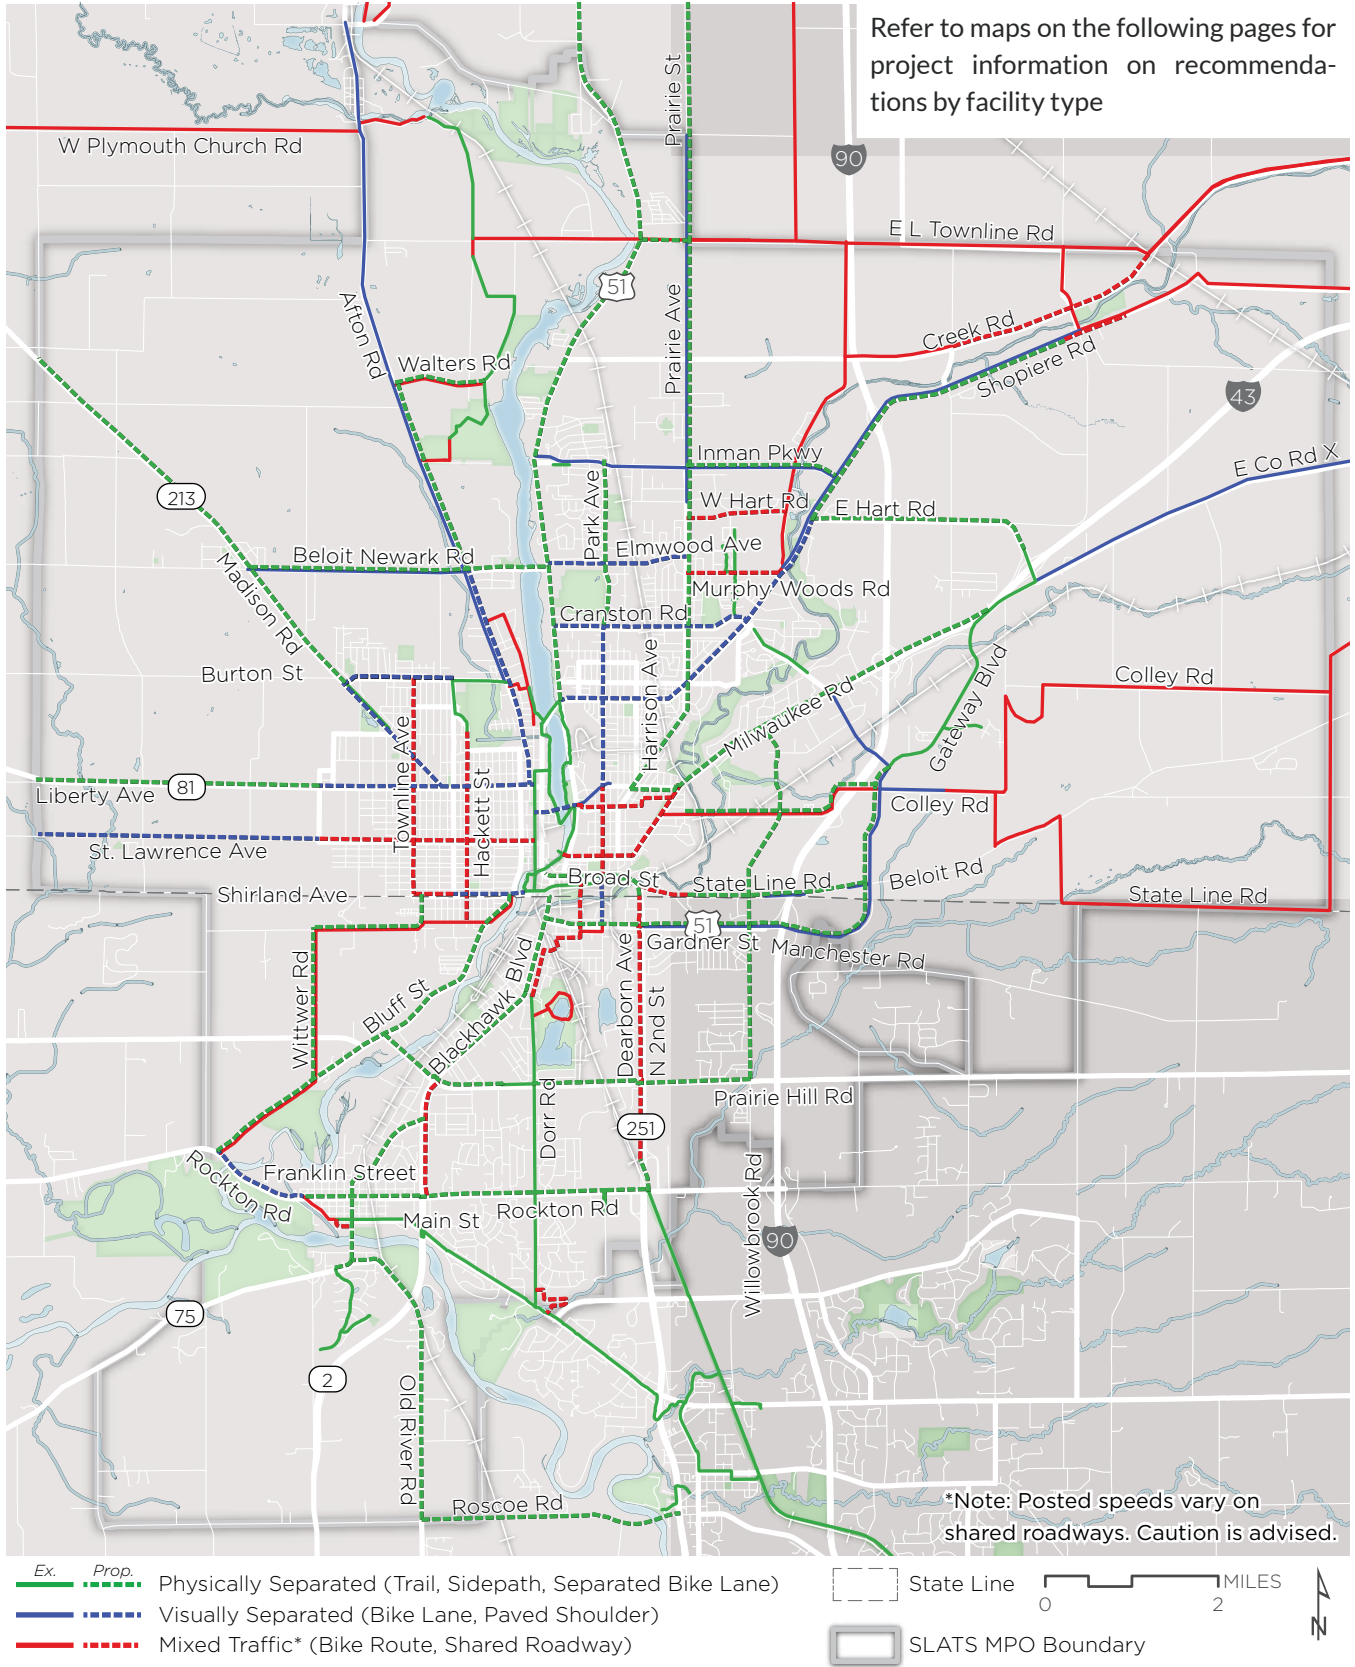 Refer to maps on the following pages for
project information on recommenda-
tions by facility type
Prairie St
W Plymouth Church Rd
90
E L Townline Rd
51
Afton Rd
Prairie Ave
Creek Rd
Walters Rd
Shopiere Rd
43
Inman Pkwy
E Co Rd X
213
Park Ave
W Hart Rd
E Hart Rd
Beloit Newark Rd
Elmwood Ave
Madison Rd
Murphy Woods Rd
Cranston Rd
Burton St
Harrison Ave
Colley Rd
Milwaukee Rd
Gateway Blvd
Townline Ave
Hackett St
81
Liberty Ave
Colley Rd
St. Lawrence Ave
Broad St
State Line Rd
Beloit Rd
Shirland Ave
State Line Rd
51
Gardner St
Manchester Rd
Wittwer Rd
Bluff St
Blackhawk Blvd
Dearborn Ave
N 2nd St
Dorr Rd
Prairie Hill Rd
251
Rockton Rd
Franklin Street
Willowbrook Rd
Main St
Rockton Rd
90
75
2
Old River Rd
Roscoe Rd
*Note: Posted speeds vary on
shared roadways. Caution is advised.
Ex. Prop.
Physically Separated (Trail, Sidepath, Separated Bike Lane)
Visually Separated (Bike Lane, Paved Shoulder)
Mixed Traffic* (Bike Route, Shared Roadway)
State Line
SLATS MPO Boundary
MILES
0 2
N